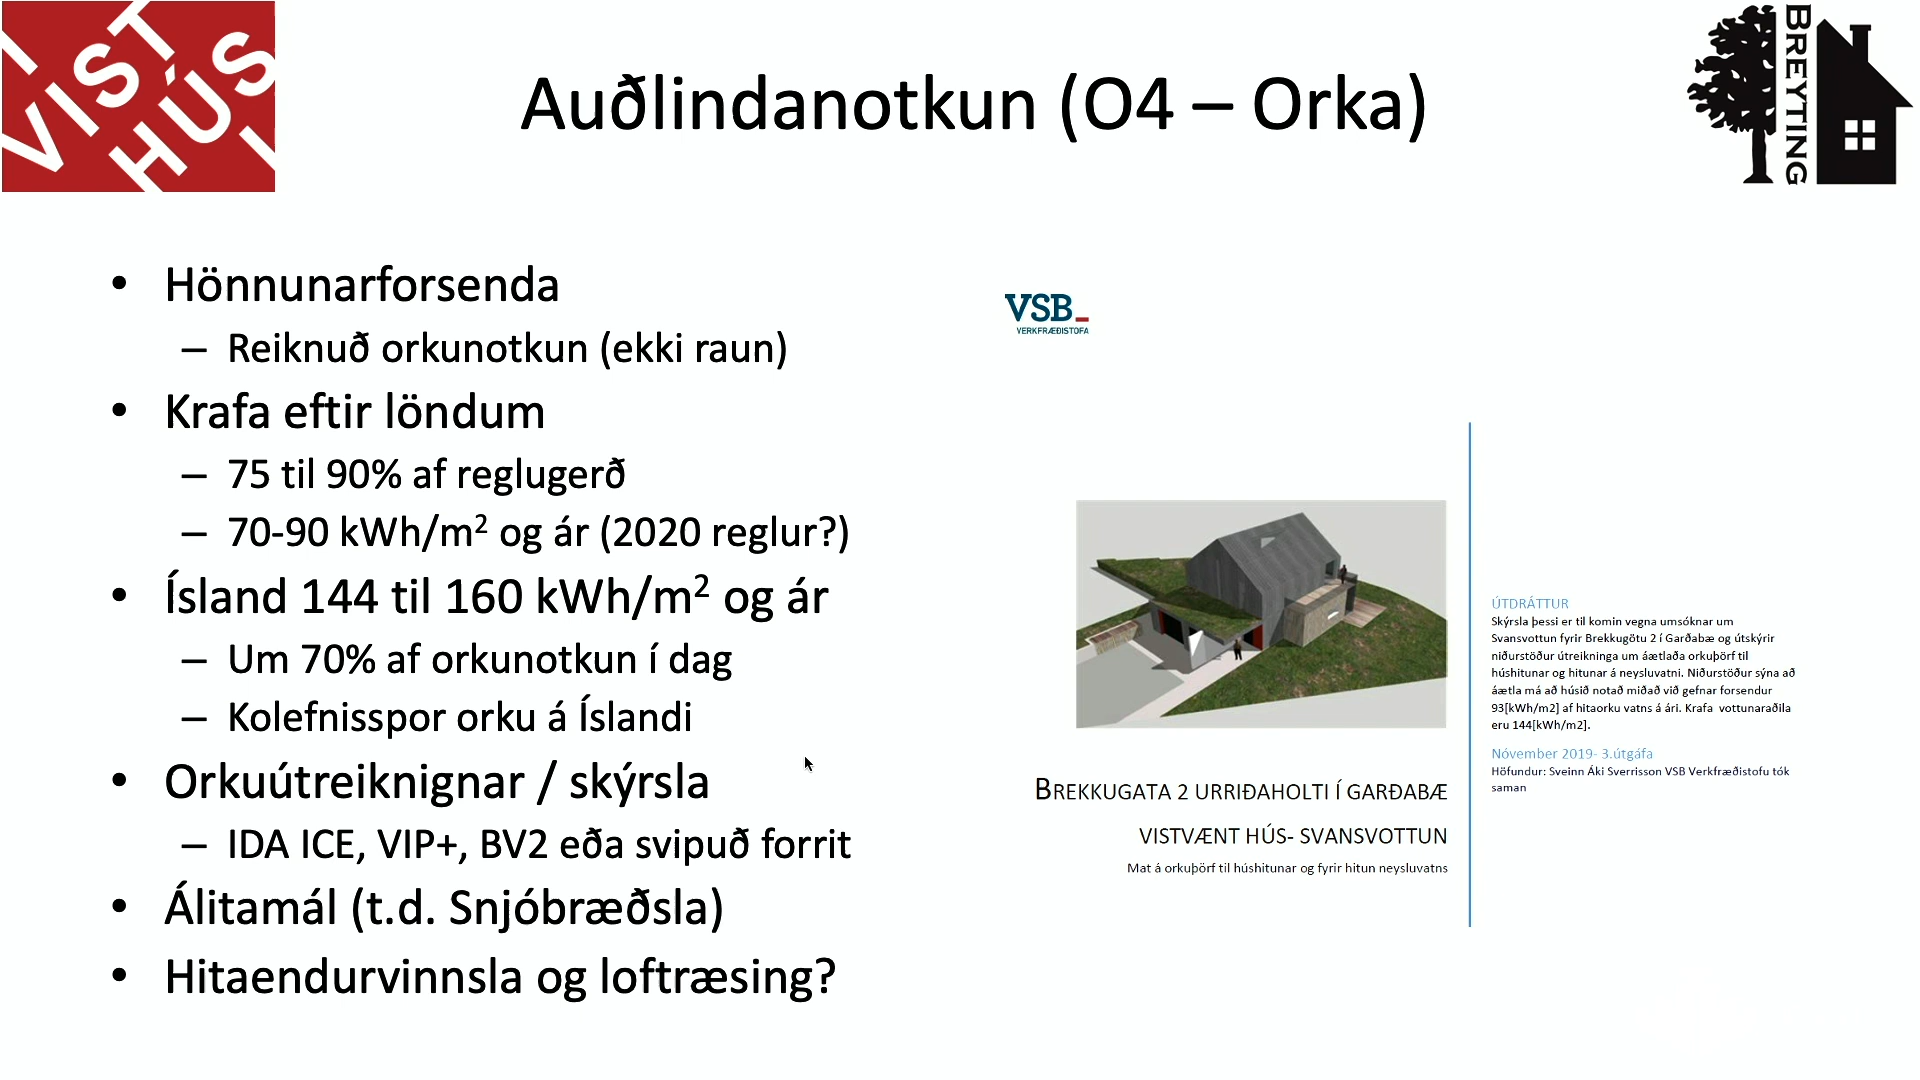 VIST
HÚS
Auðlindanotkun (O4 – Orka)
BREYTING
• Hönnunarforsenda
– Reiknuð orkunotkun (ekki raun)
• Krafa eftir löndum
– 75 til 90% af reglugerð
– 70-90 kWh/m² og ár (2020 reglur?)
• Ísland 144 til 160 kWh/m² og ár
– Um 70% af orkunotkun í dag
– Kolefnisspor orku á Íslandi
• Orkuútreiknignar / skýrsla
– IDA ICE, VIP+, BV2 eða svipuð forrit
• Álitamál (t.d. Snjóbræðsla)
• Hitaendurvinnsla og loftræsing?
VSB_
VERKFRÆÐISTOFA
BREKKUGATA 2 URRIÐAHOLTI Í GARÐABÆ
VISTVÆNT HÚS- SVANSVOTTUN
Mat á orkuþörf til húshitunar og fyrir hitun neysluvatns
ÚTDRÁTTUR
Skýrsla þessi er til komin vegna umsóknar um
Svansvottun fyrir Brekkugötu 2 í Garðabæ og útskýrir
niðurstöður útreikninga um áætlaða orkuþörf til
húshitunar og hitunar á neysluvatni. Niðurstöður sýna að
áætla má að húsið notað miðað við gefnar forsendur
93[kWh/m2] af hitaorku vatns á ári. Krafa vottunaraðila
eru 144[kWh/m2].
Nóvember 2019- 3.útgáfa
Höfundur: Sveinn Áki Sverrisson VSB Verkfræðistofu tók
saman